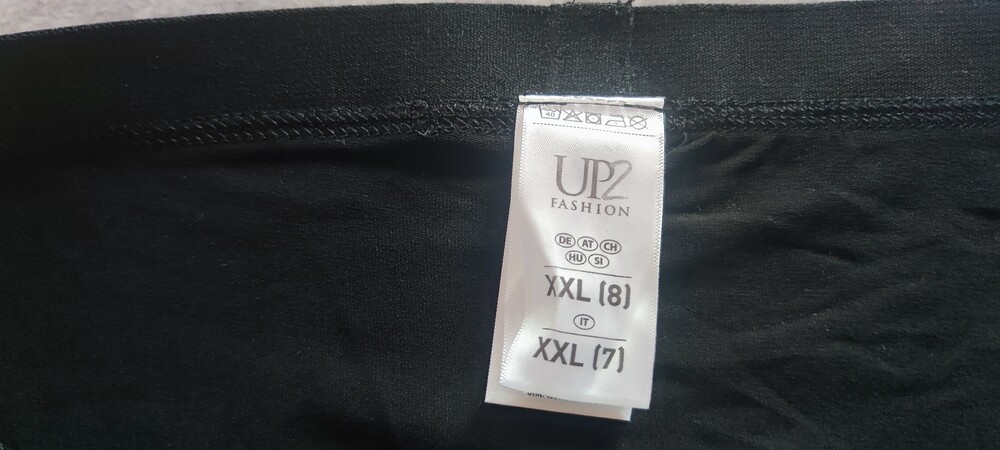 40
UP2
FASHION
DE AT CH
HU SI
XXL (8)
IT
XXL (7)